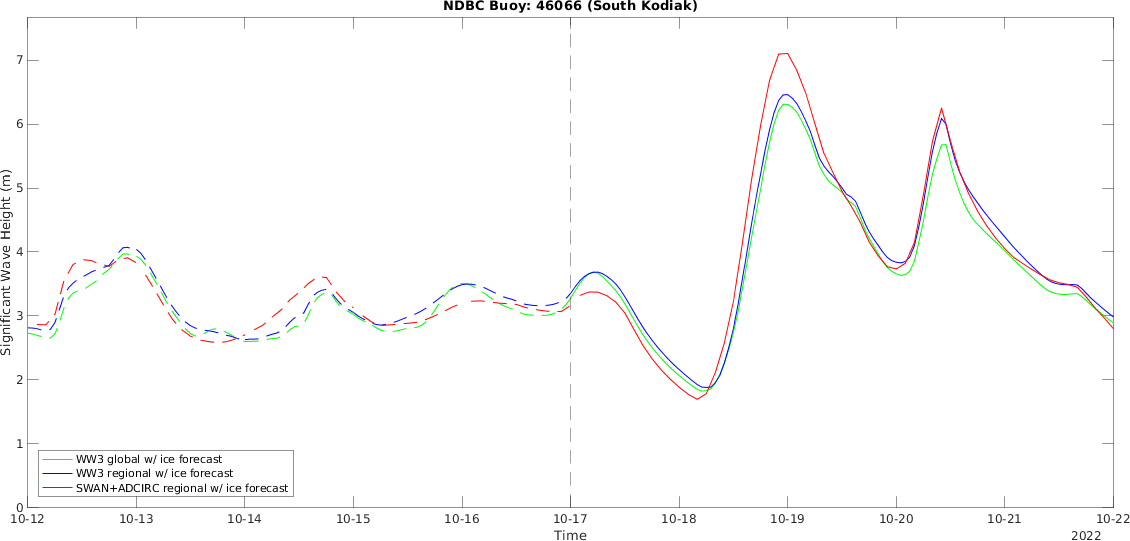 NDBC Buoy: 46066 (South Kodiak)
Significant Wave Height (m)
7
6
5
4
3
2
1
0
WW3 global w/ ice forecast
WW3 regional w/ ice forecast
SWAN+ADCIRC regional w/ ice forecast
10-12 10-13 10-14 10-15 10-16 10-17 10-18 10-19 10-20 10-21 10-22
Time
2022